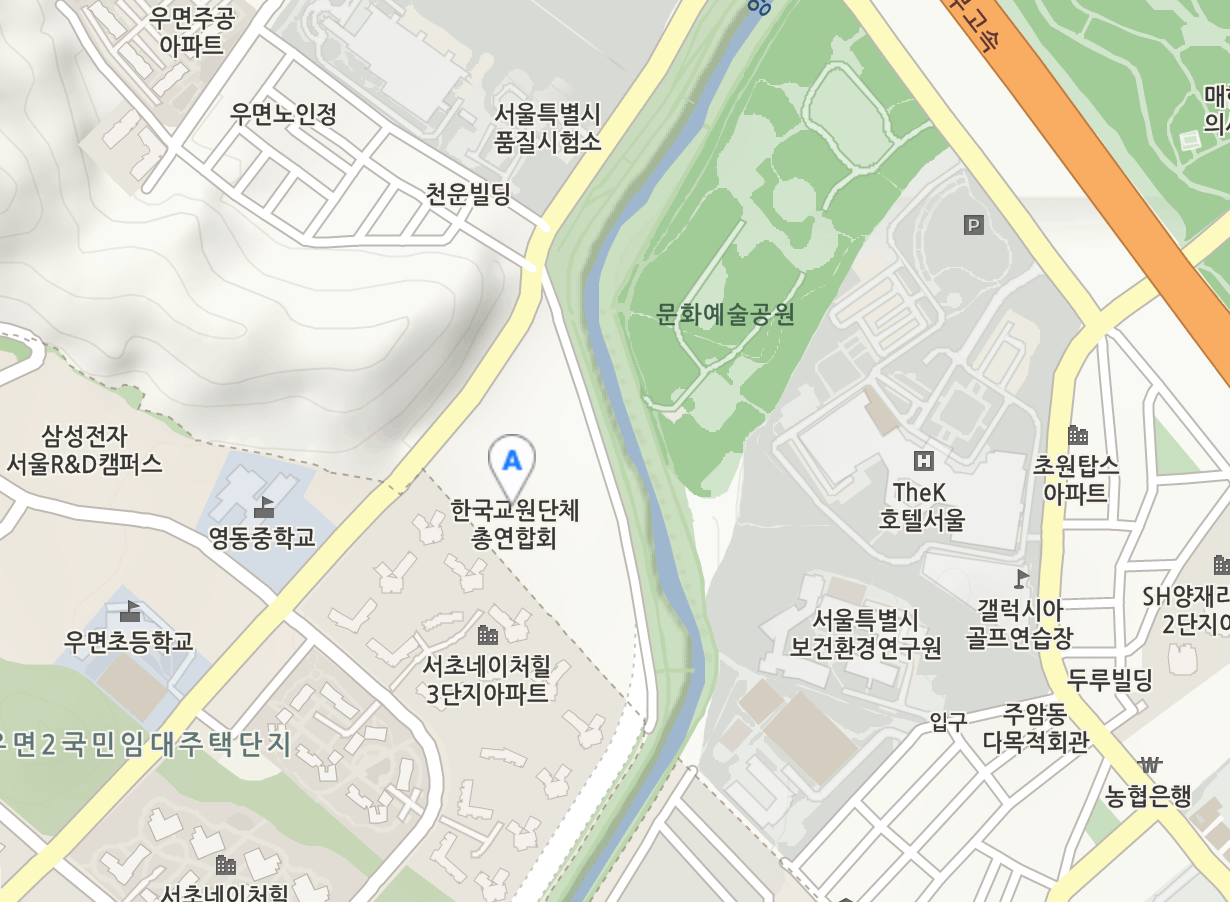 우면주공
아파트
우면노인정
서울특별시
품질시험소
천운빌딩
문화예술공원
P
삼성전자
서울R&D캠퍼스
A
한국교원단체
총연합회
영동중학교
H
TheK
호텔서울
초원탑스
아파트
우면초등학교
서초네이처힐
3단지아파트
서울특별시
보건환경연구원
갤럭시아
골프연습장
두루빌딩
입구
주암동
다목적회관
면2국민임대주택단지
₩
농협은행
서초네이처힐
SH양재리
2단지아
고속